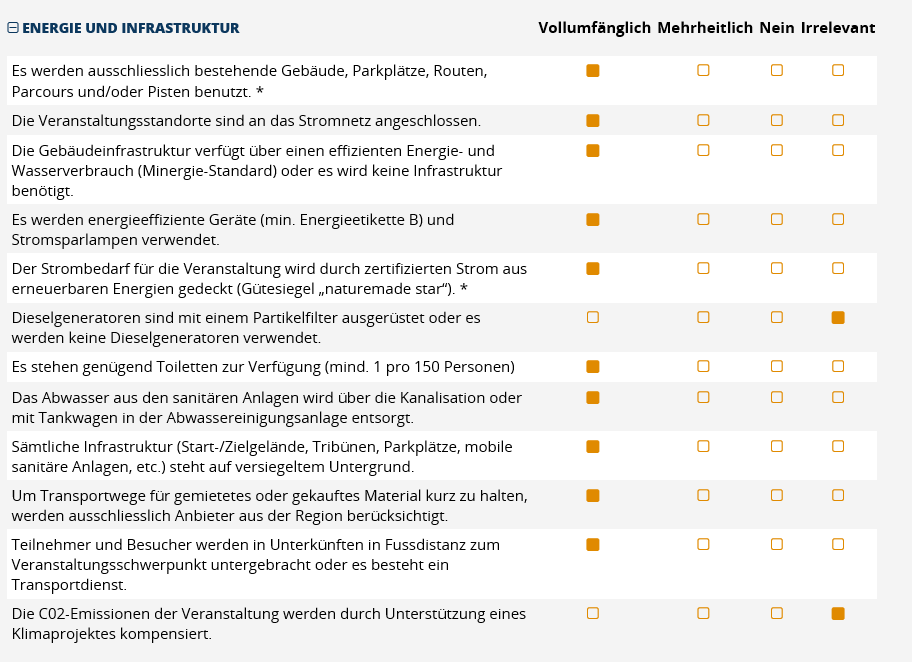 ENERGIE UND INFRASTRUKTUR Vollumfänglich Mehrheitlich Nein Irrelevant
Es werden ausschliesslich bestehende Gebäude, Parkplätze, Routen,
Parcours und/oder Pisten benutzt. *
Die Veranstaltungsstandorte sind an das Stromnetz angeschlossen.
Die Gebäudeinfrastruktur verfügt über einen effizienten Energie- und
Wasserverbrauch (Minergie-Standard) oder es wird keine Infrastruktur
benötigt.
Es werden energieeffiziente Geräte (min. Energieetikette B) und
Stromsparlampen verwendet.
Der Strombedarf für die Veranstaltung wird durch zertifizierten Strom aus
erneuerbaren Energien gedeckt (Gütesiegel „naturemade star“). *
Dieselgeneratoren sind mit einem Partikelfilter ausgerüstet oder es
werden keine Dieselgeneratoren verwendet.
Es stehen genügend Toiletten zur Verfügung (mind. 1 pro 150 Personen)
Das Abwasser aus den sanitären Anlagen wird über die Kanalisation oder
mit Tankwagen in der Abwassereinigungsanlage entsorgt.
Sämtliche Infrastruktur (Start-/Zielgelände, Tribünen, Parkplätze, mobile
sanitäre Anlagen, etc.) steht auf versiegeltem Untergrund.
Um Transportwege für gemietetes oder gekauftes Material kurz zu halten,
werden ausschliesslich Anbieter aus der Region berücksichtigt.
Teilnehmer und Besucher werden in Unterkünften in Fussdistanz zum
Veranstaltungsschwerpunkt untergebracht oder es besteht ein
Transportdienst.
Die C02-Emissionen der Veranstaltung werden durch Unterstützung eines
Klimaprojektes kompensiert.